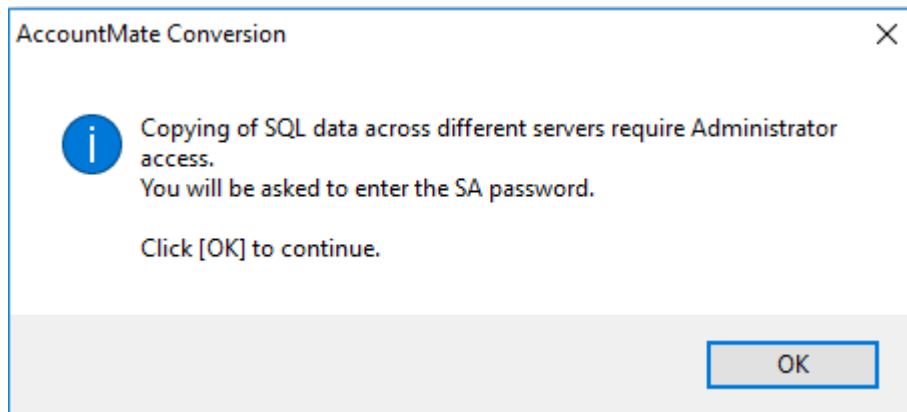 AccountMate Conversion
Copying of SQL data across different servers require Administrator
access.
You will be asked to enter the SA password.
Click [OK] to continue.
OK